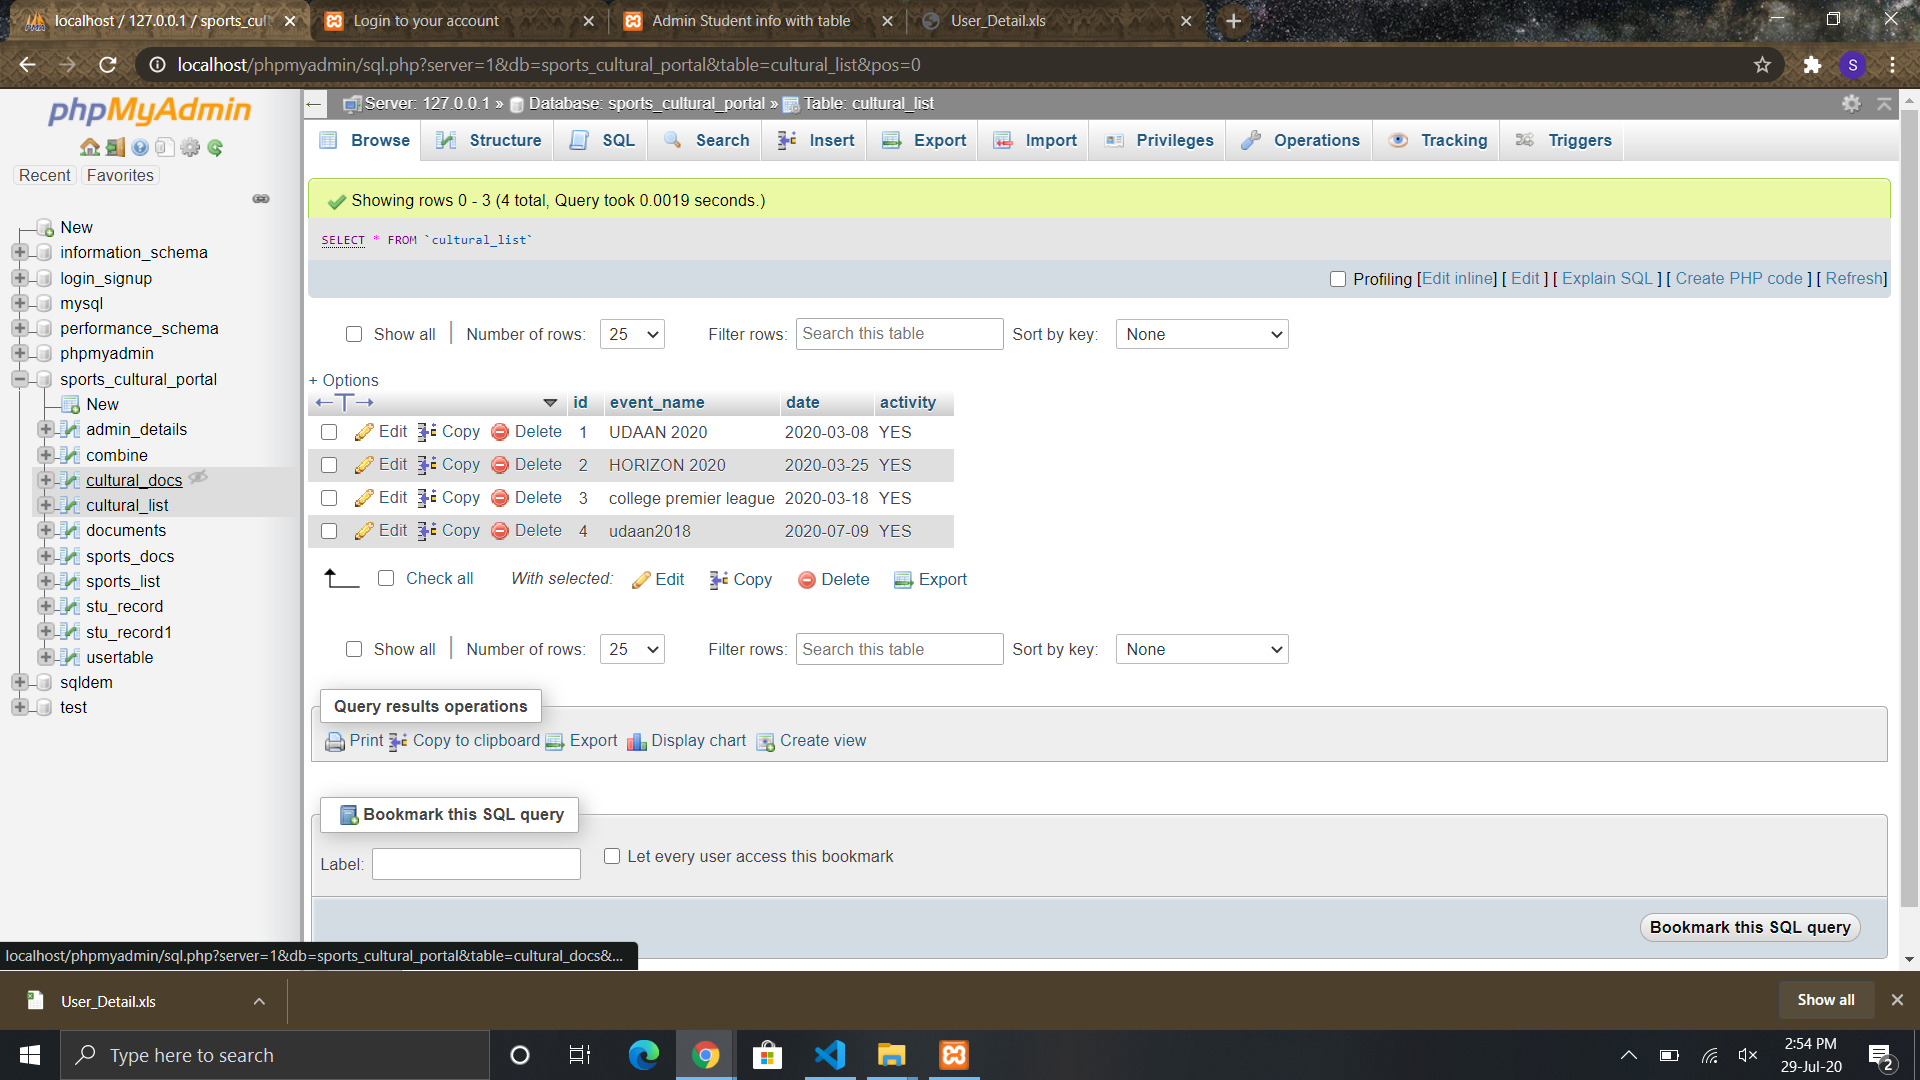 localhost / 127.0.0.1 / sports_cult
Login to your account
Admin Student info with table
User_Detail.xls
localhost/phpmyadmin/sql.php?server=1&db=sports_cultural_portal&table=cultural_list&pos=0
S
phpMyAdmin
Recent Favorites
New
information_schema
login_signup
mysql
performance_schema
phpmyadmin
sports_cultural_portal
New
admin_details
combine
cultural_docs
cultural_list
documents
sports_docs
sports_list
stu_record
stu_record1
usertable
sqldem
test
Server: 127.0.0.1 » Database: sports_cultural_portal » Table: cultural_list
Browse Structure SQL Search Insert Export Import Privileges Operations Tracking Triggers
Showing rows 0 - 3 (4 total, Query took 0.0019 seconds.)
SELECT * FROM `cultural_list`
Profiling [Edit inline] [ Edit ] [ Explain SQL ] [ Create PHP code ] [ Refresh]
Show all | Number of rows: 25 Filter rows: Search this table Sort by key: None
+ Options
←T→ id event_name date activity
Edit Copy Delete 1 UDAAN 2020 2020-03-08 YES
Edit Copy Delete 2 HORIZON 2020 2020-03-25 YES
Edit Copy Delete 3 college premier league 2020-03-18 YES
Edit Copy Delete 4 udaan2018 2020-07-09 YES
Check all With selected: Edit Copy Delete Export
Show all | Number of rows: 25 Filter rows: Search this table Sort by key: None
Query results operations
Print Copy to clipboard Export Display chart Create view
Bookmark this SQL query
Label: Let every user access this bookmark
Bookmark this SQL query
localhost/phpmyadmin/sql.php?server=1&db=sports_cultural_portal&table=cultural_docs&...
User_Detail.xls
Show all
Type here to search
2:54 PM
29-Jul-20
2